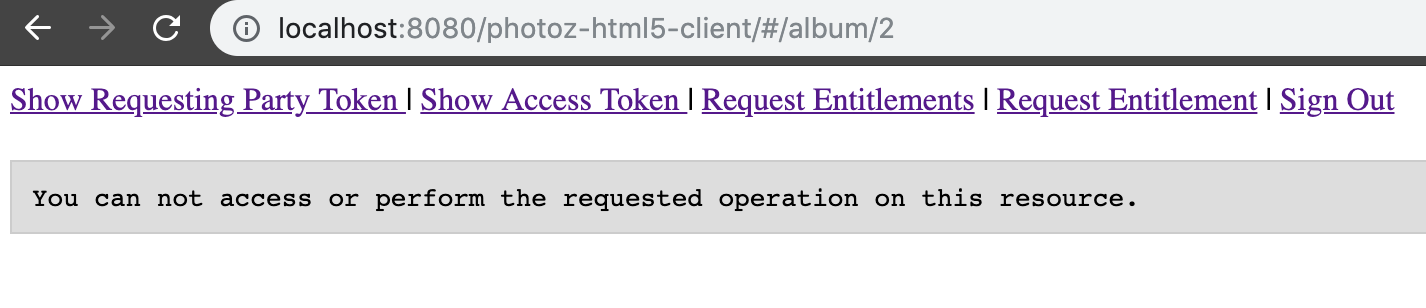 localhost:8080/photoz-html5-client/#/album/2
Show Requesting Party Token | Show Access Token | Request Entitlements | Request Entitlement | Sign Out
You can not access or perform the requested operation on this resource.